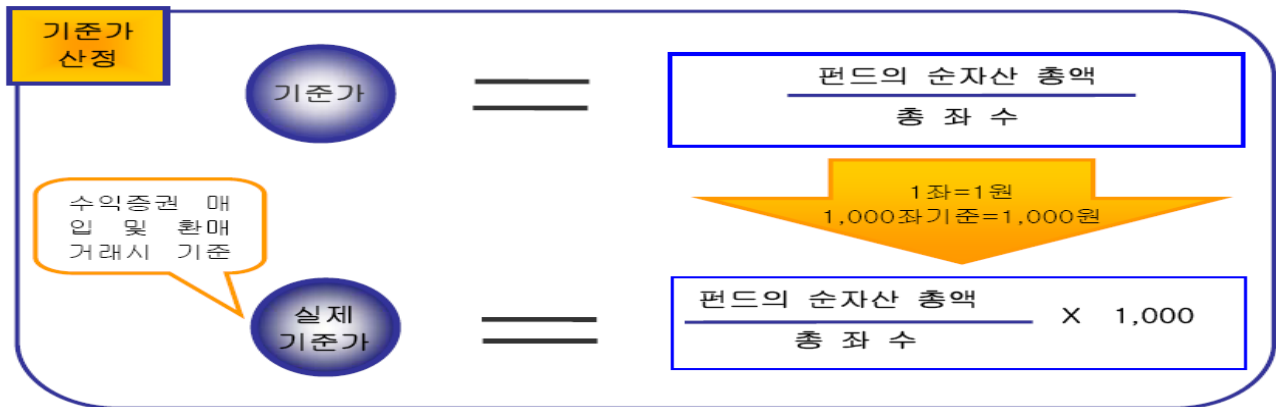 기준가
산정
기준가
펀드의 순자산 총액
총 좌 수
수익증권 매
입 및 환매
거래시 기준
1좌=1원
1,000좌기준=1,000원
실제
기준가
펀드의 순자산 총액
총 좌 수
X 1,000